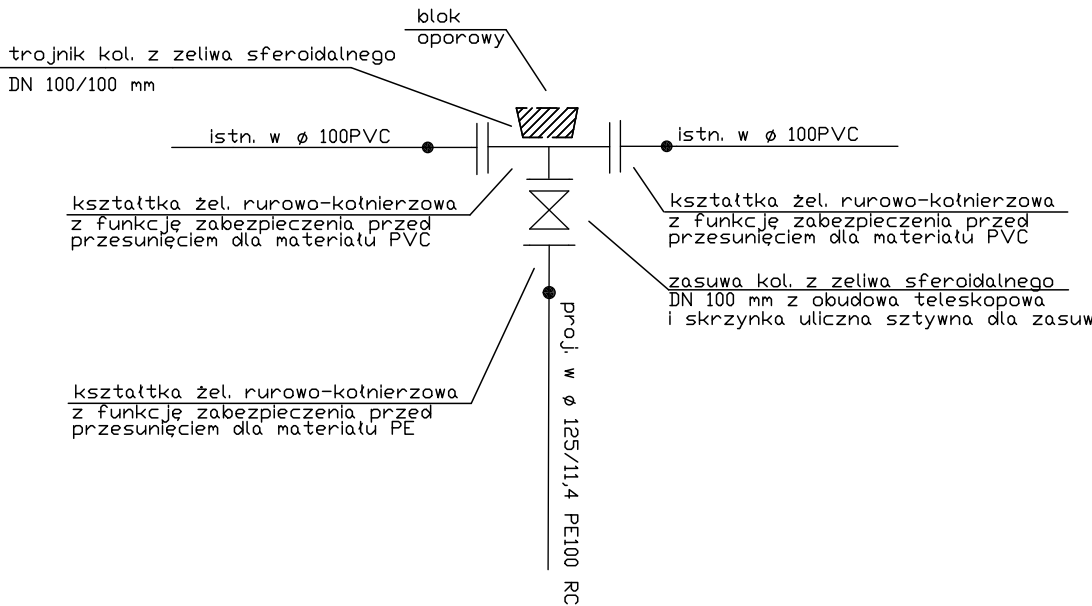 blok
oporowy
trojnik kol. z zeliwa sferoidalnego
DN 100/100 mm
istn. w ø 100PVC
istn. w ø 100PVC
kształtka żel. rurowo-kołnierzowa
z funkcję zabezpieczenia przed
przesunięciem dla materiału PVC
kształtka żel. rurowo-kołnierzowa
z funkcję zabezpieczenia przed
przesunięciem dla materiału PVC
zasuwa kol. z zeliwa sferoidalnego
DN 100 mm z obudowa teleskopowa
i skrzynka uliczna sztywna dla zasuw
proj. w ø 125/11,4 PE100 RC
kształtka żel. rurowo-kołnierzowa
z funkcję zabezpieczenia przed
przesunięciem dla materiału PE